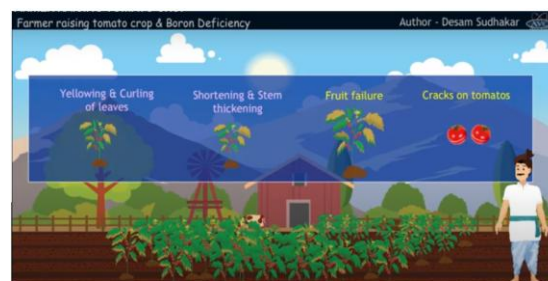 Farmer raising tomato crop & Boron Deficiency
Author - Desam Sudhakar
Yellowing & Curling
of leaves
Shortening & Stem
thickening
Fruit failure
Cracks on tomatos